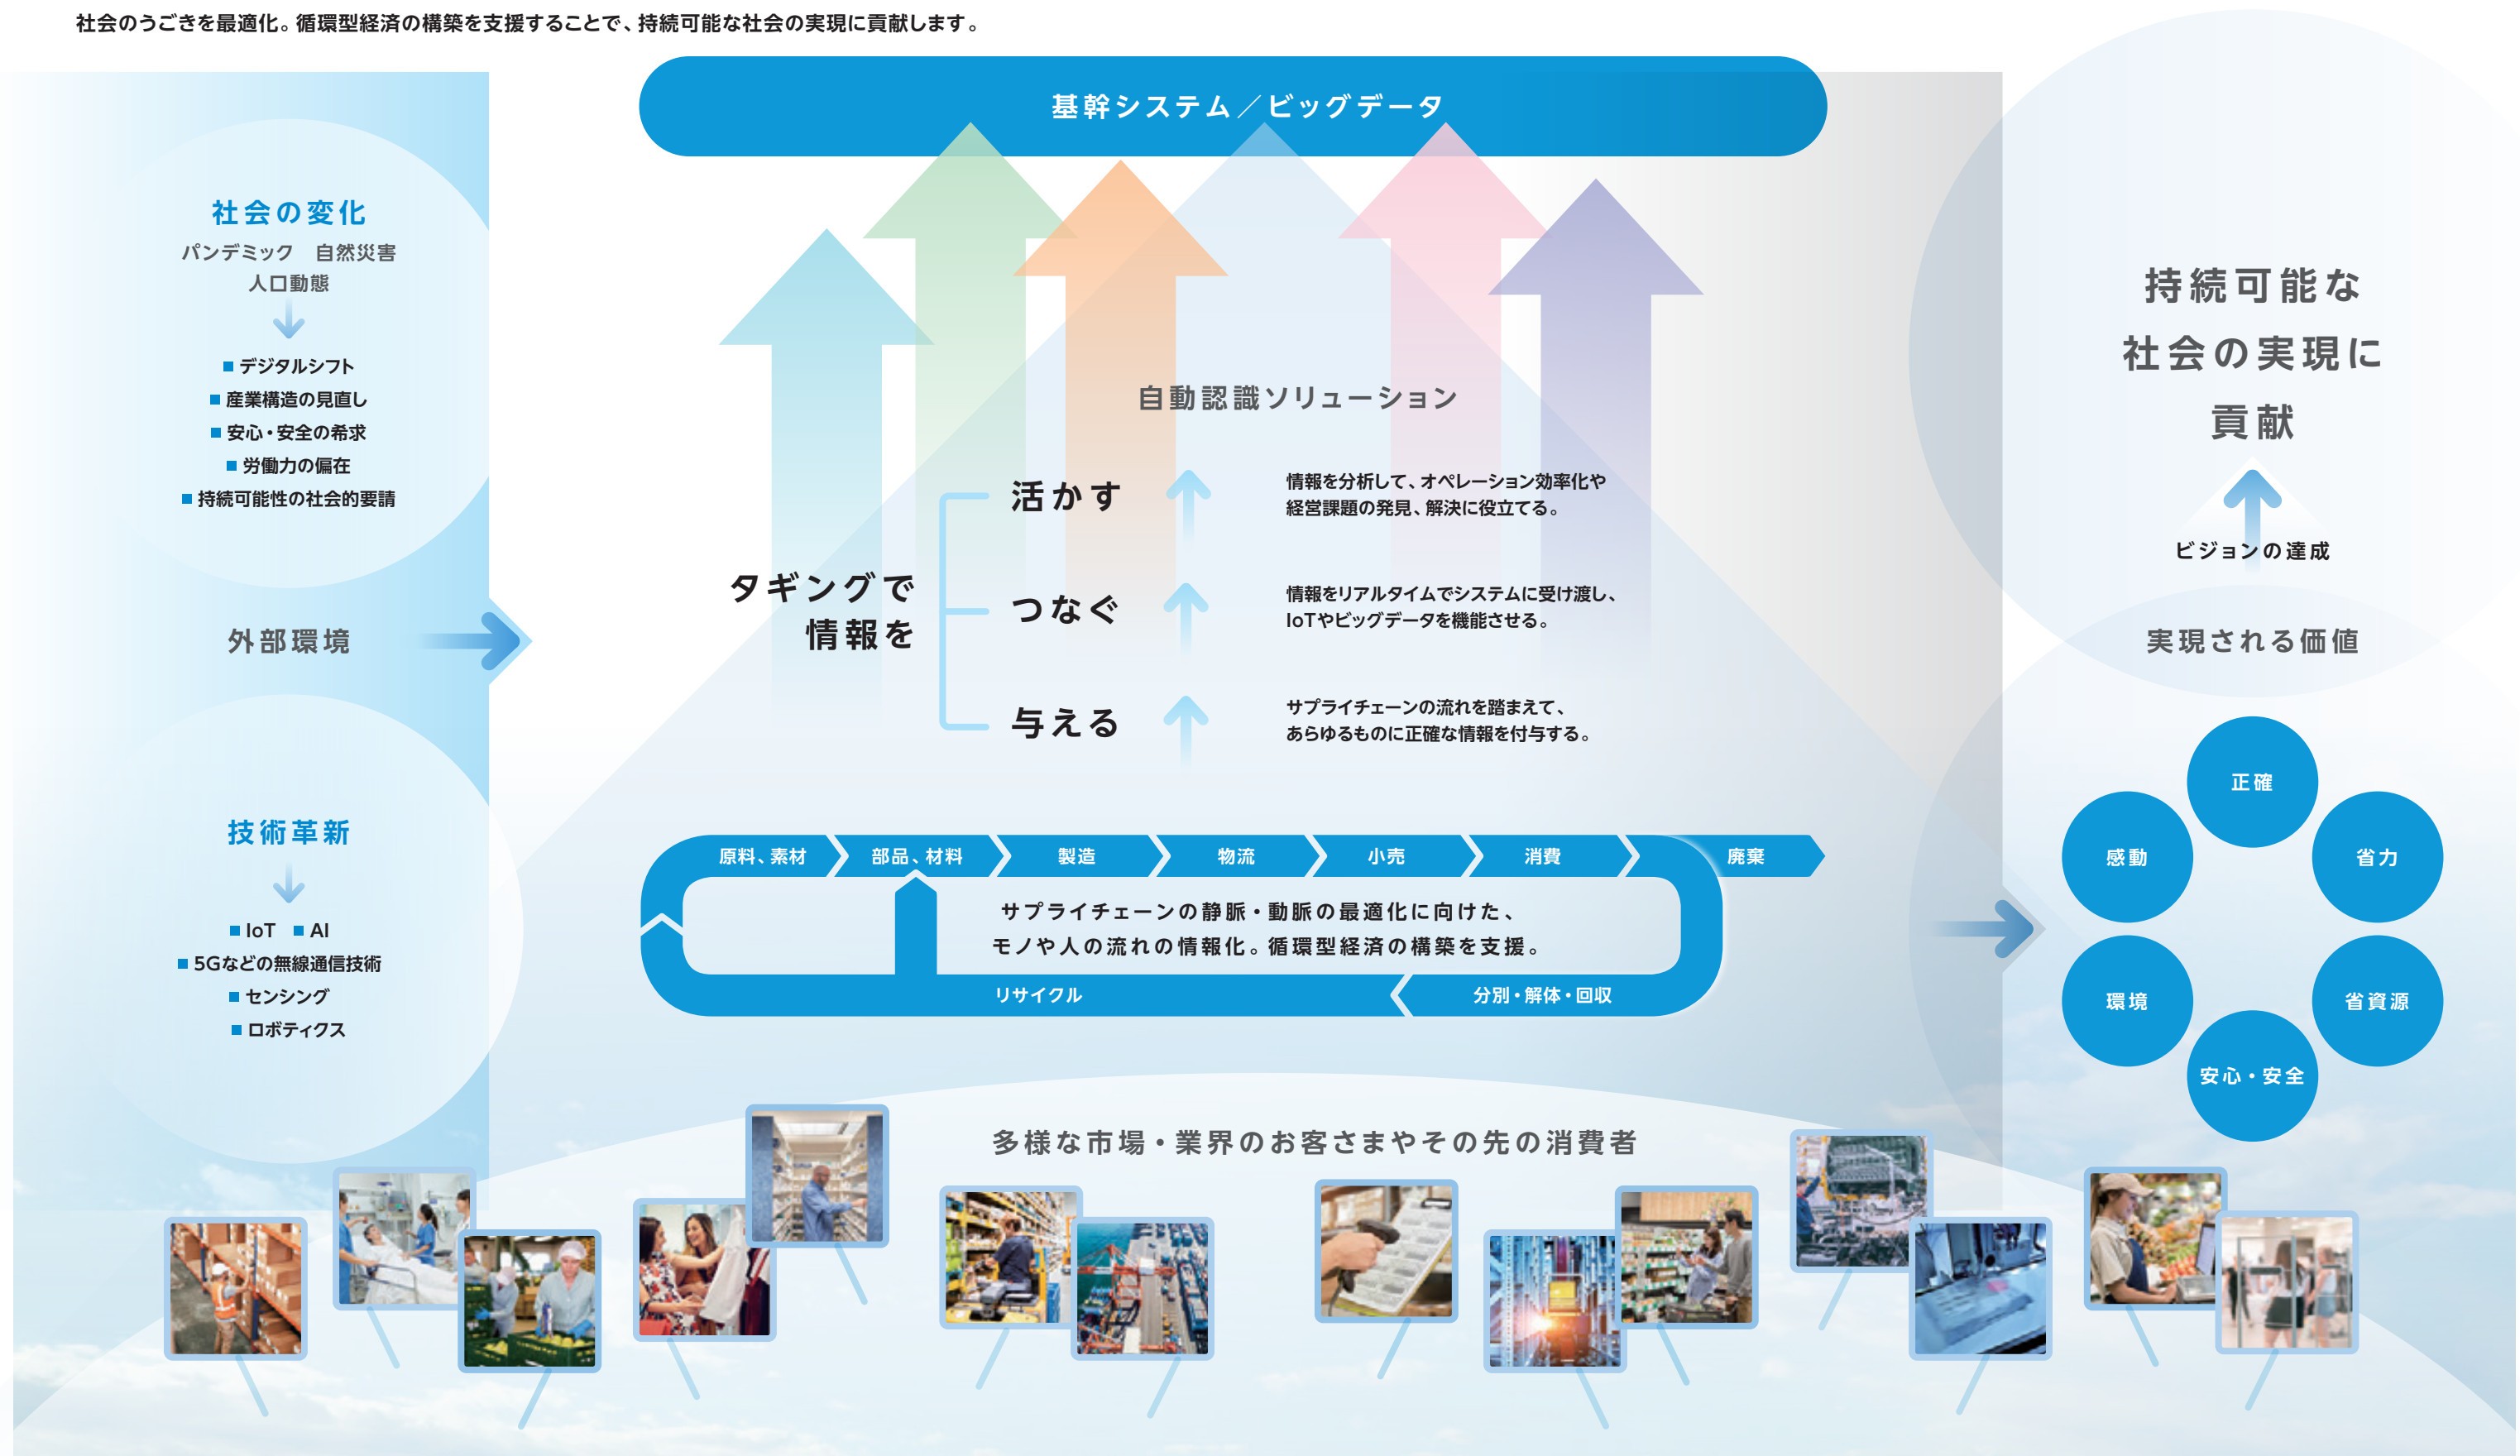 社会のうごきを最適化。循環型経済の構築を支援することで、持続可能な社会の実現に貢献します。
社会の変化
パンデミック　自然災害
人口動態
■ デジタルシフト
■ 産業構造の見直し
■ 安心・安全の希求
■ 労働力の偏在
■ 持続可能性の社会的要請
外部環境
技術革新
■ IoT　■ AI
■ 5Gなどの無線通信技術
■ センシング
■ ロボティクス
基幹システム／ビッグデータ
自動認識ソリューション
タギングで
情報を
活かす
情報を分析して、オペレーション効率化や
経営課題の発見、解決に役立てる。
つなぐ
情報をリアルタイムでシステムに受け渡し、
IoTやビッグデータを機能させる。
与える
サプライチェーンの流れを踏まえて、
あらゆるものに正確な情報を付与する。
原料、素材
部品、材料
製造
物流
小売
消費
廃棄
サプライチェーンの静脈・動脈の最適化に向けた、
モノや人の流れの情報化。循環型経済の構築を支援。
リサイクル
分別・解体・回収
多様な市場・業界のお客さまやその先の消費者
持続可能な
社会の実現に
貢献
ビジョンの達成
実現される価値
正確
感動
省力
環境
省資源
安心・安全